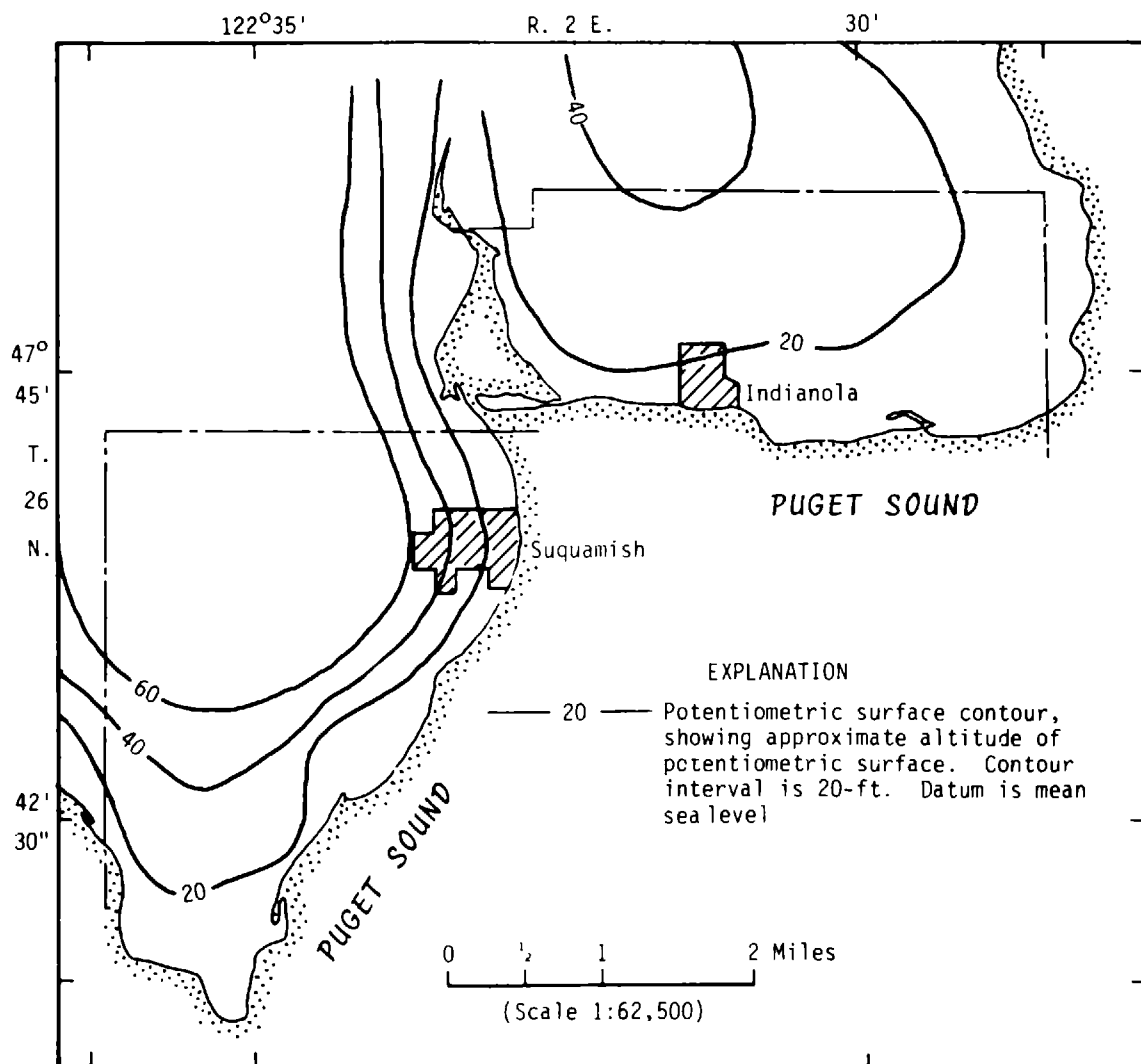 122°35'
R. 2 E.
30'
40
47°
45'
20
Indianola
T.
26
N.
PUGET SOUND
Suquamish
60
40
EXPLANATION
20 Potentiometric surface contour,
showing approximate altitude of
potentiometric surface. Contour
interval is 20-ft. Datum is mean
sea level
42'
30"
20
PUGET SOUND
0 ½ 1 2 Miles
(Scale 1:62,500)